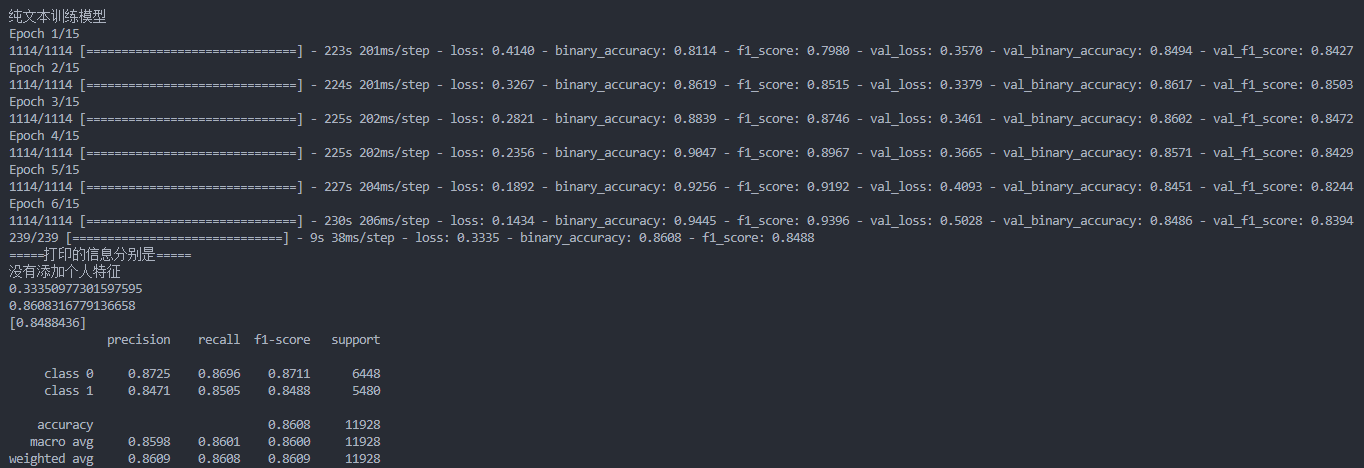 纯文本训练模型
Epoch 1/15
1114/1114 [==============================] - 223s 201ms/step - loss: 0.4140 - binary_accuracy: 0.8114 - f1_score: 0.7980 - val_loss: 0.3570 - val_binary_accuracy: 0.8494 - val_f1_score: 0.8427
Epoch 2/15
1114/1114 [==============================] - 224s 201ms/step - loss: 0.3267 - binary_accuracy: 0.8619 - f1_score: 0.8515 - val_loss: 0.3379 - val_binary_accuracy: 0.8617 - val_f1_score: 0.8503
Epoch 3/15
1114/1114 [==============================] - 225s 202ms/step - loss: 0.2821 - binary_accuracy: 0.8839 - f1_score: 0.8746 - val_loss: 0.3461 - val_binary_accuracy: 0.8602 - val_f1_score: 0.8472
Epoch 4/15
1114/1114 [==============================] - 225s 202ms/step - loss: 0.2356 - binary_accuracy: 0.9047 - f1_score: 0.8967 - val_loss: 0.3665 - val_binary_accuracy: 0.8571 - val_f1_score: 0.8429
Epoch 5/15
1114/1114 [==============================] - 227s 204ms/step - loss: 0.1892 - binary_accuracy: 0.9256 - f1_score: 0.9192 - val_loss: 0.4093 - val_binary_accuracy: 0.8451 - val_f1_score: 0.8244
Epoch 6/15
1114/1114 [==============================] - 230s 206ms/step - loss: 0.1434 - binary_accuracy: 0.9445 - f1_score: 0.9396 - val_loss: 0.5028 - val_binary_accuracy: 0.8486 - val_f1_score: 0.8394
239/239 [==============================] - 9s 38ms/step - loss: 0.3335 - binary_accuracy: 0.8608 - f1_score: 0.8488
=====打印的信息分别是=====
没有添加个人特征
0.33350977301597595
0.8608316779136658
[0.8488436]
precision recall f1-score support
class 0 0.8725 0.8696 0.8711 6448
class 1 0.8471 0.8505 0.8488 5480
accuracy 0.8608 11928
macro avg 0.8598 0.8601 0.8600 11928
weighted avg 0.8609 0.8608 0.8609 11928